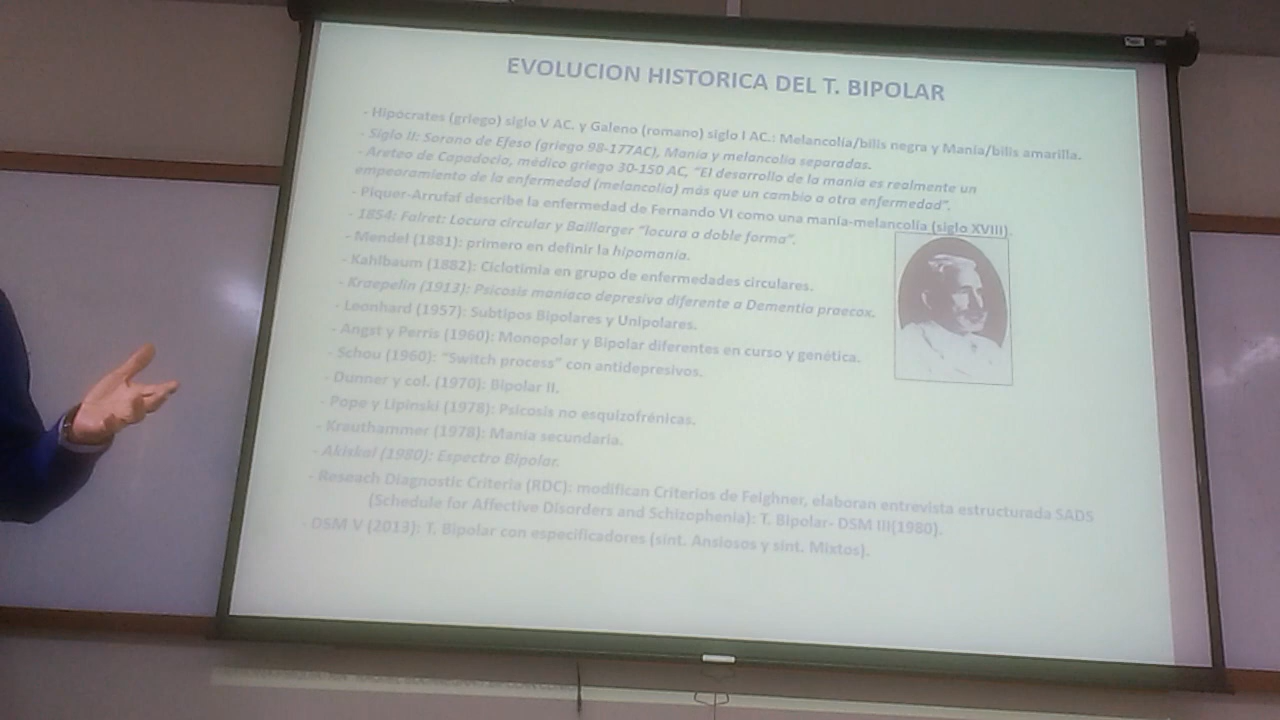 EVOLUCION HISTORICA DEL T. BIPOLAR
- Hipócrates (griego) siglo V AC. y Galeno (romano) siglo I AC.: Melancolía/bilis negra y Manía/bilis amarilla.
- Siglo II: Sorano de Efeso (griego 98-177AC), Manía y melancolía separadas.
- Areteo de Capadocia, médico griego 30-150 AC, "El desarrollo de la manía es realmente un
empeoramiento de la enfermedad (melancolía) más que un cambio a otra enfermedad".
- Piquer-Arrufaf describe la enfermedad de Fernando VI como una manía-melancolía (siglo XVIII).
- 1854: Falret: Locura circular y Baillarger "locura a doble forma".
- Mendel (1881): primero en definir la hipomanía.
- Kahlbaum (1882): Ciclotimia en grupo de enfermedades circulares.
- Kraepelin (1913): Psicosis maníaco depresiva diferente a Dementia praecox.
- Leonhard (1957): Subtipos Bipolares y Unipolares.
- Angst y Perris (1960): Monopolar y Bipolar diferentes en curso y genética.
- Schou (1960): "Switch process" con antidepresivos.
- Dunner y col. (1970): Bipolar II.
- Pope y Lipinski (1978): Psicosis no esquizofrénicas.
- Krauthammer (1978): Manía secundaria.
- Akiskal (1980): Espectro Bipolar.
- Reseach Diagnostic Criteria (RDC): modifican Criterios de Feighner, elaboran entrevista estructurada SADS
(Schedule for Affective Disorders and Schizophenia): T. Bipolar- DSM III(1980).
- DSM V (2013): T. Bipolar con especificadores (sínt. Ansiosos y sínt. Mixtos).